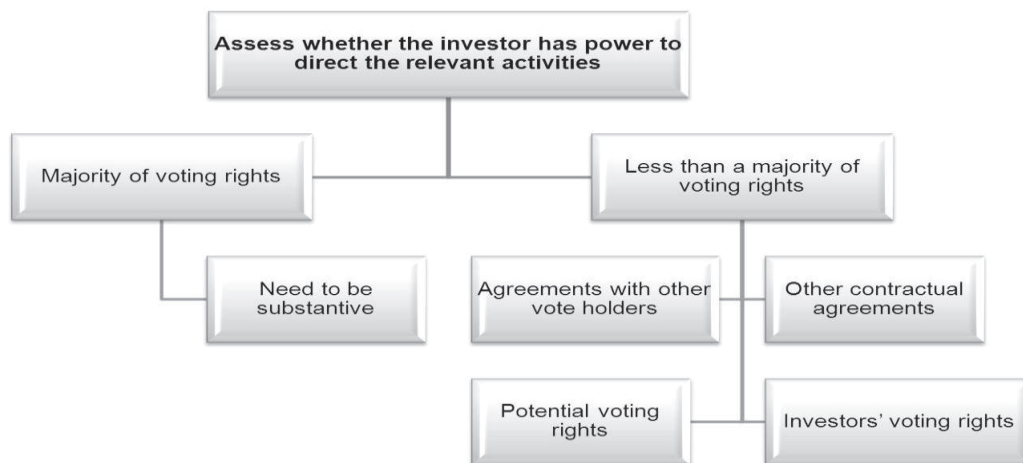 Assess whether the investor has power to
direct the relevant activities
Majority of voting rights
Less than a majority of
voting rights
Need to be
substantive
Agreements with other
vote holders
Other contractual
agreements
Potential voting
rights
Investors' voting rights